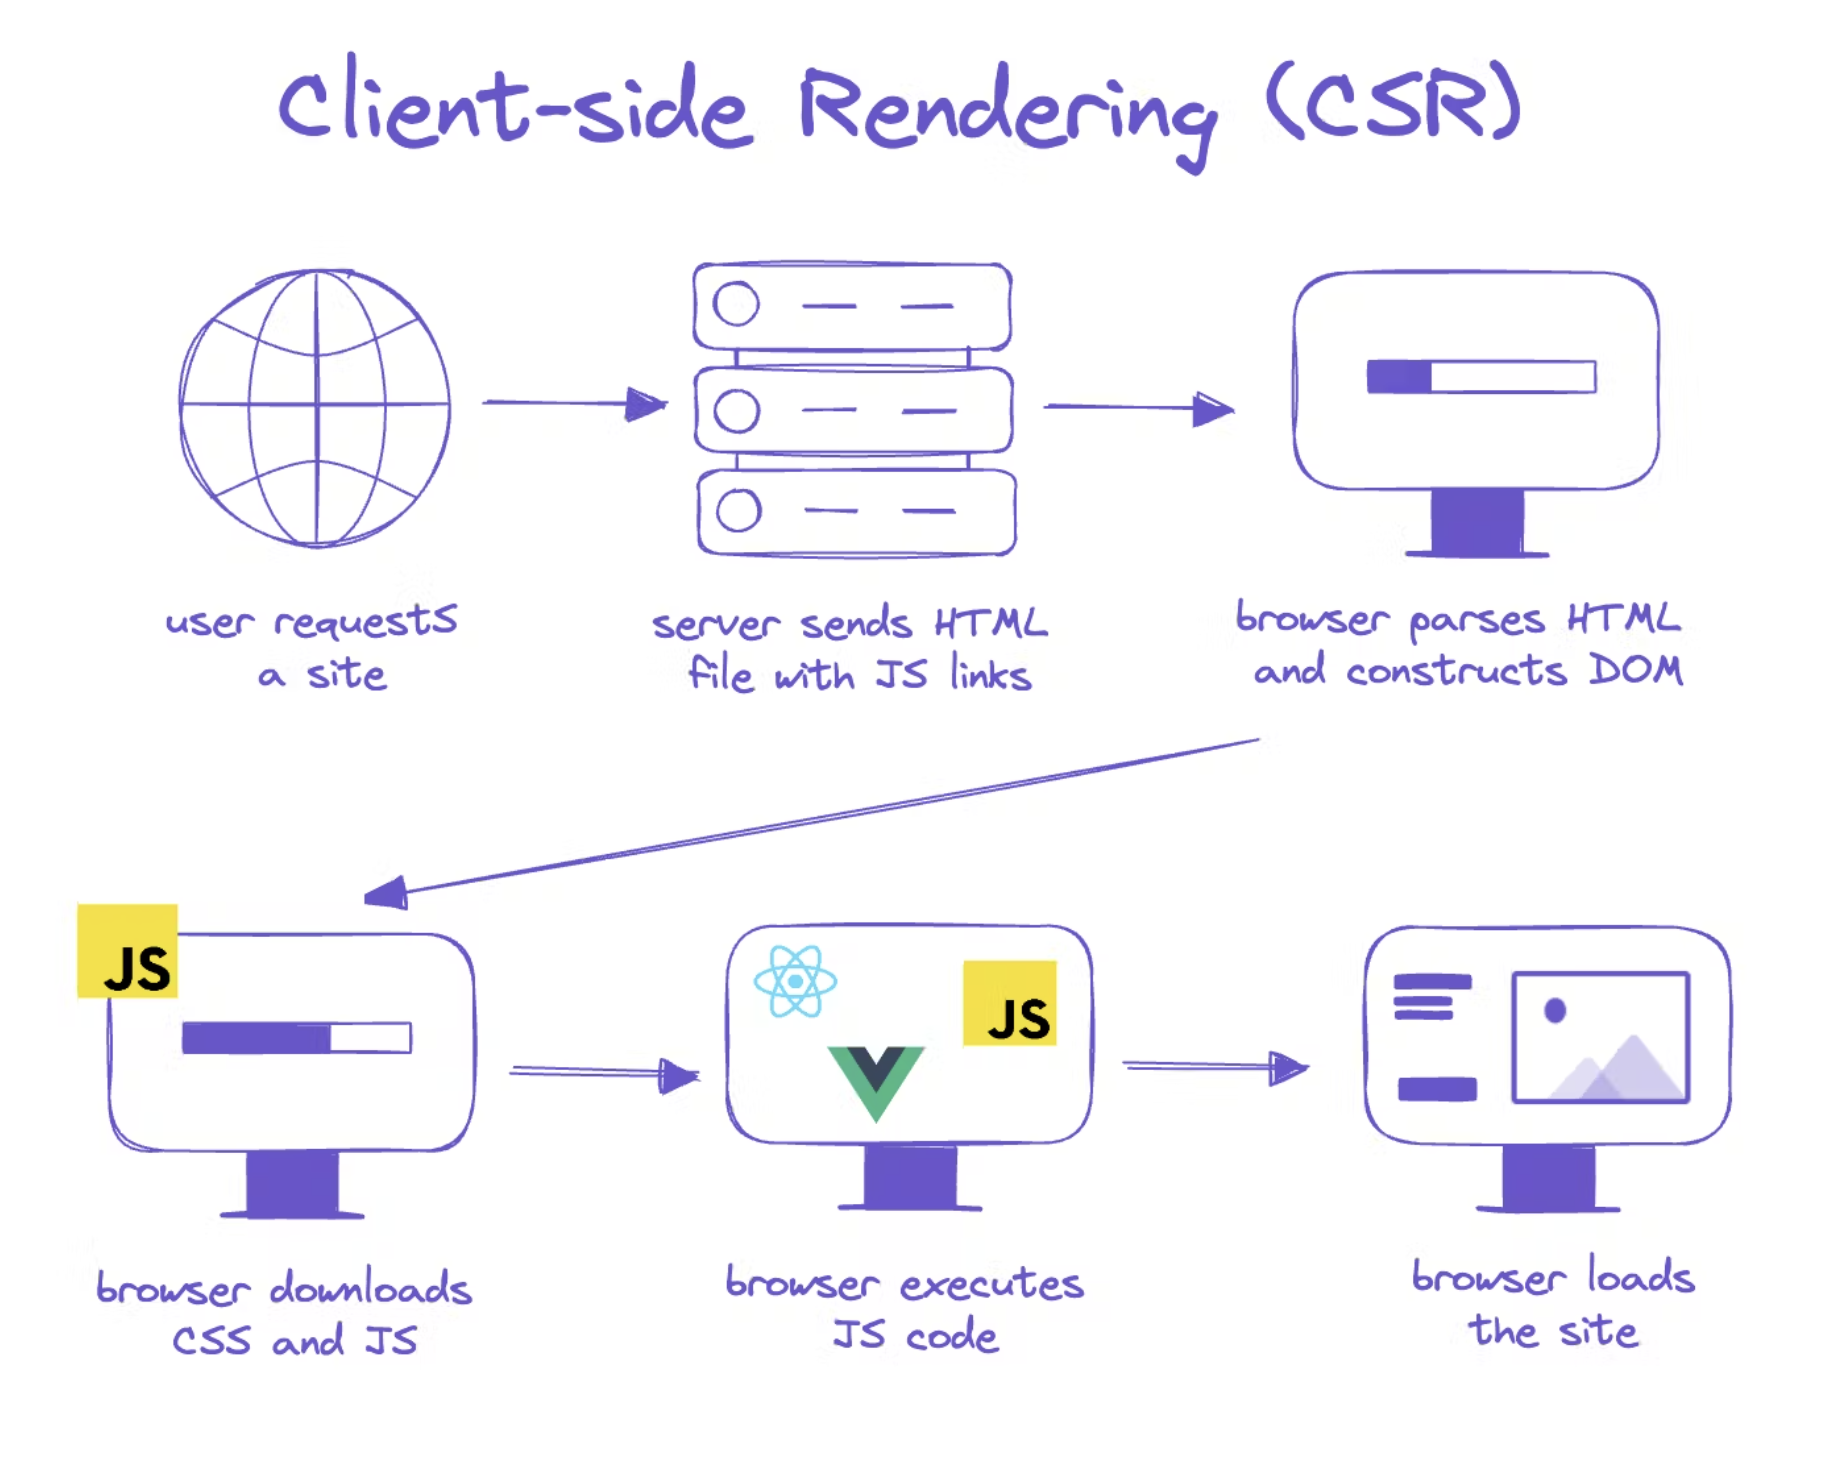 Client-side Rendering (CSR)
user requests
a site
server sends HTML
file with JS links
browser parses HTML
and constructs DOM
JS
JS
browser downloads
CSS and JS
browser executes
JS code
browser loads
the site